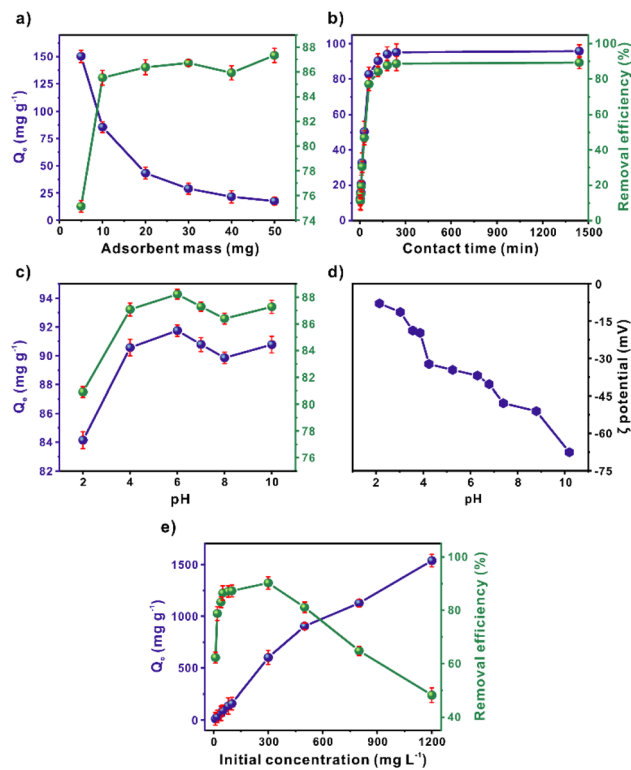 a)
150
125
100
75
50
25
0
Qe (mg g⁻¹)
0 10 20 30 40 50
Adsorbent mass (mg)
88
86
84
82
80
78
76
74
b)
100
80
60
40
20
0
0 300 600 900 1200 1500
Contact time (min)
100
80
60
40
20
0
Removal efficiency (%)
c)
94
92
90
88
86
84
82
Qe (mg g⁻¹)
2 4 6 8 10
pH
88
86
84
82
80
78
76
d)
2 4 6 8 10
pH
-0
-15
-30
-45
-60
-75
ζ potential (mV)
e)
1500
1000
500
0
Qe (mg g⁻¹)
0 300 600 900 1200
Initial concentration (mg L⁻¹)
100
80
60
40
Removal efficiency (%)